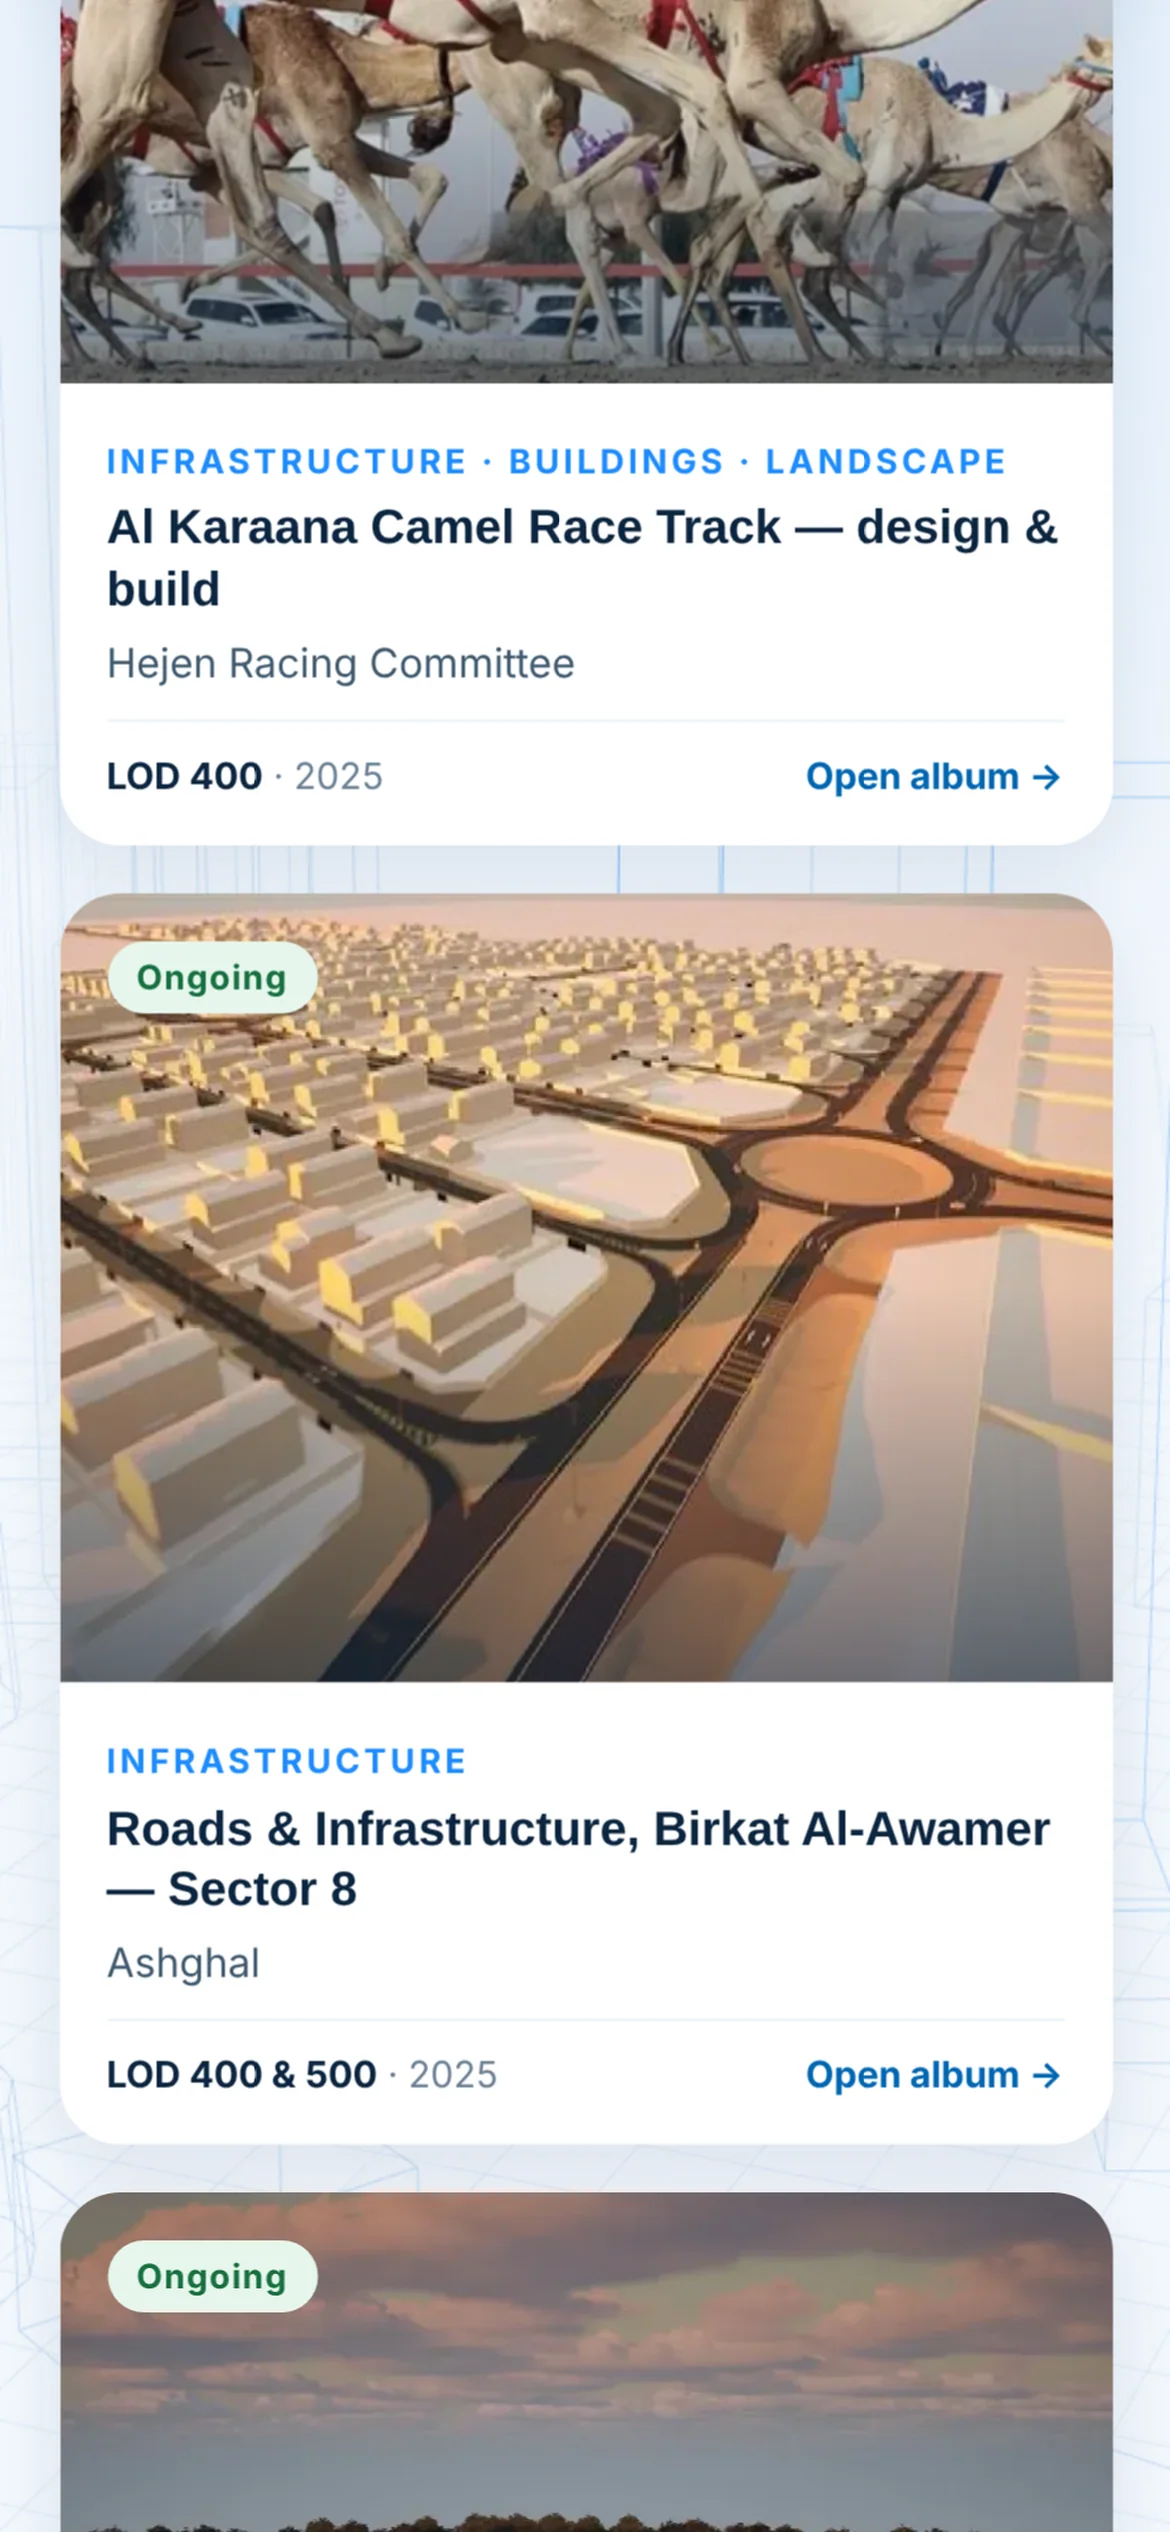 INFRASTRUCTURE · BUILDINGS · LANDSCAPE
Al Karaana Camel Race Track — design &
build
Hejen Racing Committee
LOD 400 · 2025
Open album →
Ongoing
INFRASTRUCTURE
Roads & Infrastructure, Birkat Al-Awamer
— Sector 8
Ashghal
LOD 400 & 500 · 2025
Open album →
Ongoing